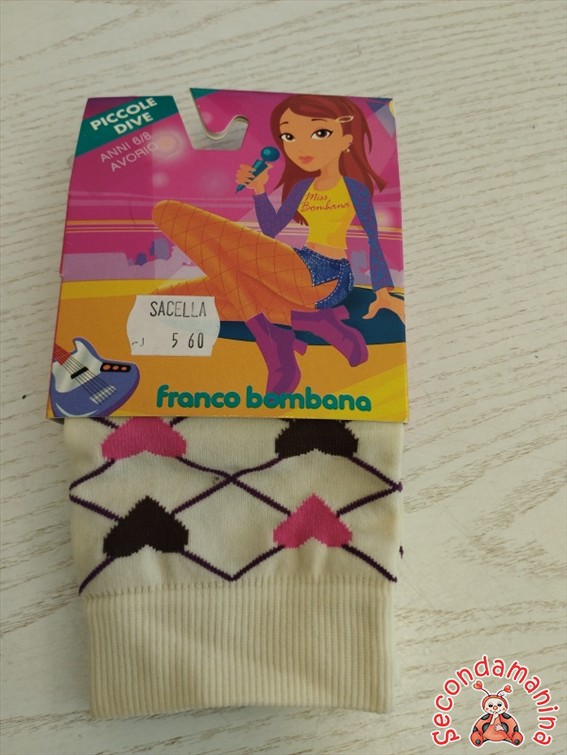 PICCOLE
DIVE
ANNI 6/8
AVORIO
Miss
Bombana
SACELLA
5 60
franco bombana
secondamanina